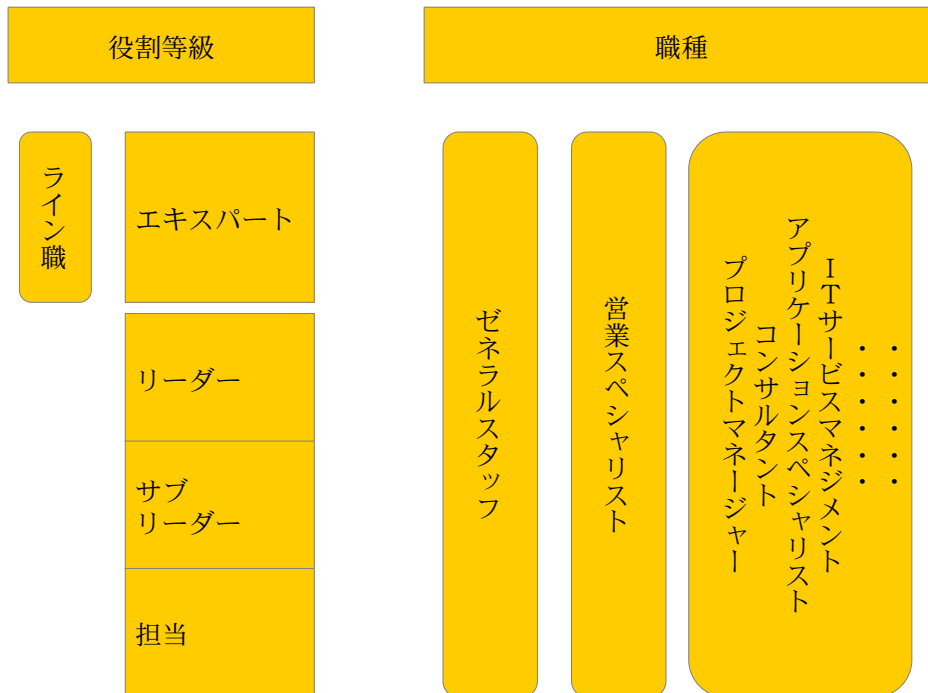 役割等級
職種
ライン職
エキスパート
リーダー
サブ
リーダー
担当
ゼネラルスタッフ
営業スペシャリスト
プロジェクトマネージャー
コンサルタント
アプリケーションスペシャリスト
ＩＴサービスマネジメント
・・・・・・
・・・・・・